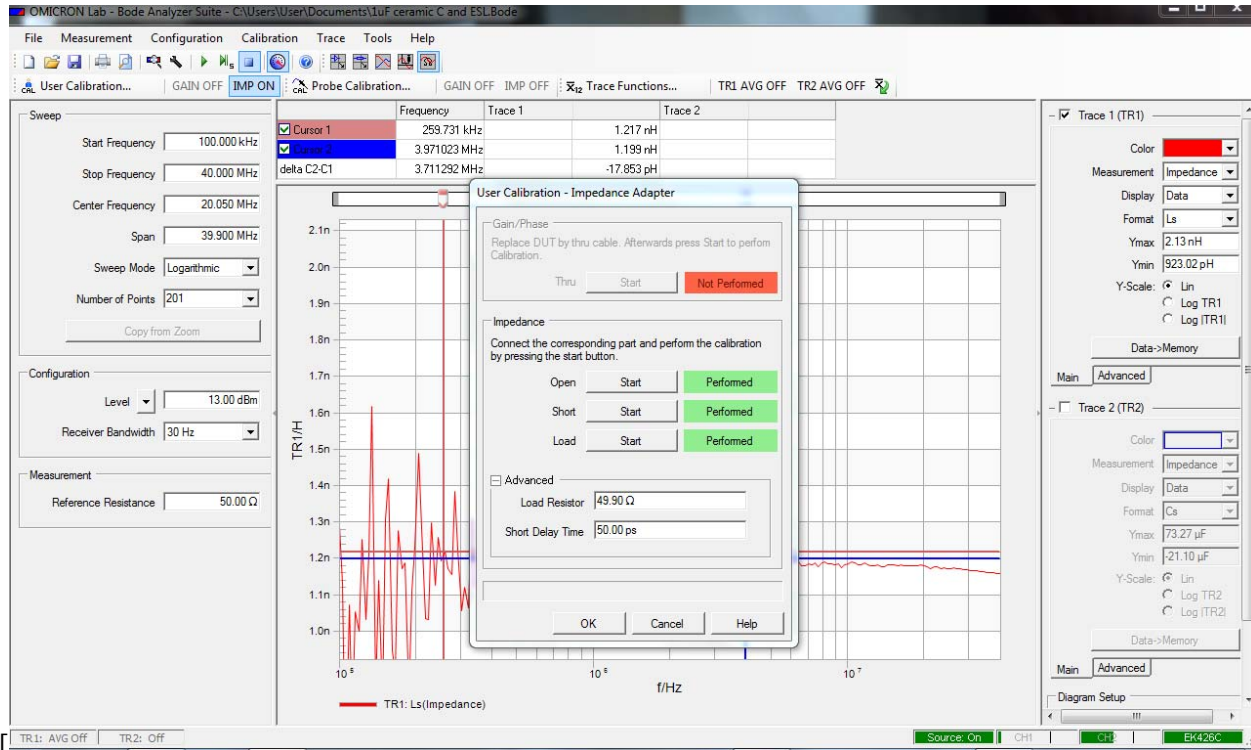 OMICRON Lab - Bode Analyzer Suite - C:\Users\User\Documents\1uF ceramic C and ESL.Bode
File Measurement Configuration Calibration Trace Tools Help
User Calibration... GAIN OFF IMP ON Probe Calibration... GAIN OFF IMP OFF Trace Functions... TR1 AVG OFF TR2 AVG OFF
Sweep
Start Frequency 100.000 kHz
Stop Frequency 40.000 MHz
Center Frequency 20.050 MHz
Span 39.900 MHz
Sweep Mode Logarithmic
Number of Points 201
Copy from Zoom
Configuration
Level 13.00 dBm
Receiver Bandwidth 30 Hz
Measurement
Reference Resistance 50.00 Ω
Frequency Trace 1 Trace 2
Cursor 1 259.731 kHz 1.217 nH
Cursor 2 3.971023 MHz 1.199 nH
delta C2-C1 3.711292 MHz -17.853 pH
TR1/H
2.1n
2.0n
1.9n
1.8n
1.7n
1.6n
1.5n
1.4n
1.3n
1.2n
1.1n
1.0n
10⁵ 10⁶ 10⁷
f/Hz
TR1: Ls(Impedance)
User Calibration - Impedance Adapter
Gain/Phase
Replace DUT by thru cable. Afterwards press Start to perfom
Calibration.
Thru Start Not Performed
Impedance
Connect the corresponding part and perform the calibration
by pressing the start button.
Open Start Performed
Short Start Performed
Load Start Performed
Advanced
Load Resistor 49.90 Ω
Short Delay Time 50.00 ps
OK Cancel Help
Trace 1 (TR1)
Color
Measurement Impedance
Display Data
Format Ls
Ymax 2.13 nH
Ymin 923.02 pH
Y-Scale: Lin
Log TR1
Log |TR1|
Data->Memory
Main Advanced
Trace 2 (TR2)
Color
Measurement Impedance
Display Data
Format Cs
Ymax 73.27 µF
Ymin -21.10 µF
Y-Scale: Lin
Log TR2
Log |TR2|
Data->Memory
Main Advanced
Diagram Setup
TR1: AVG Off TR2: Off Source: On CH1 CH2 EK426C